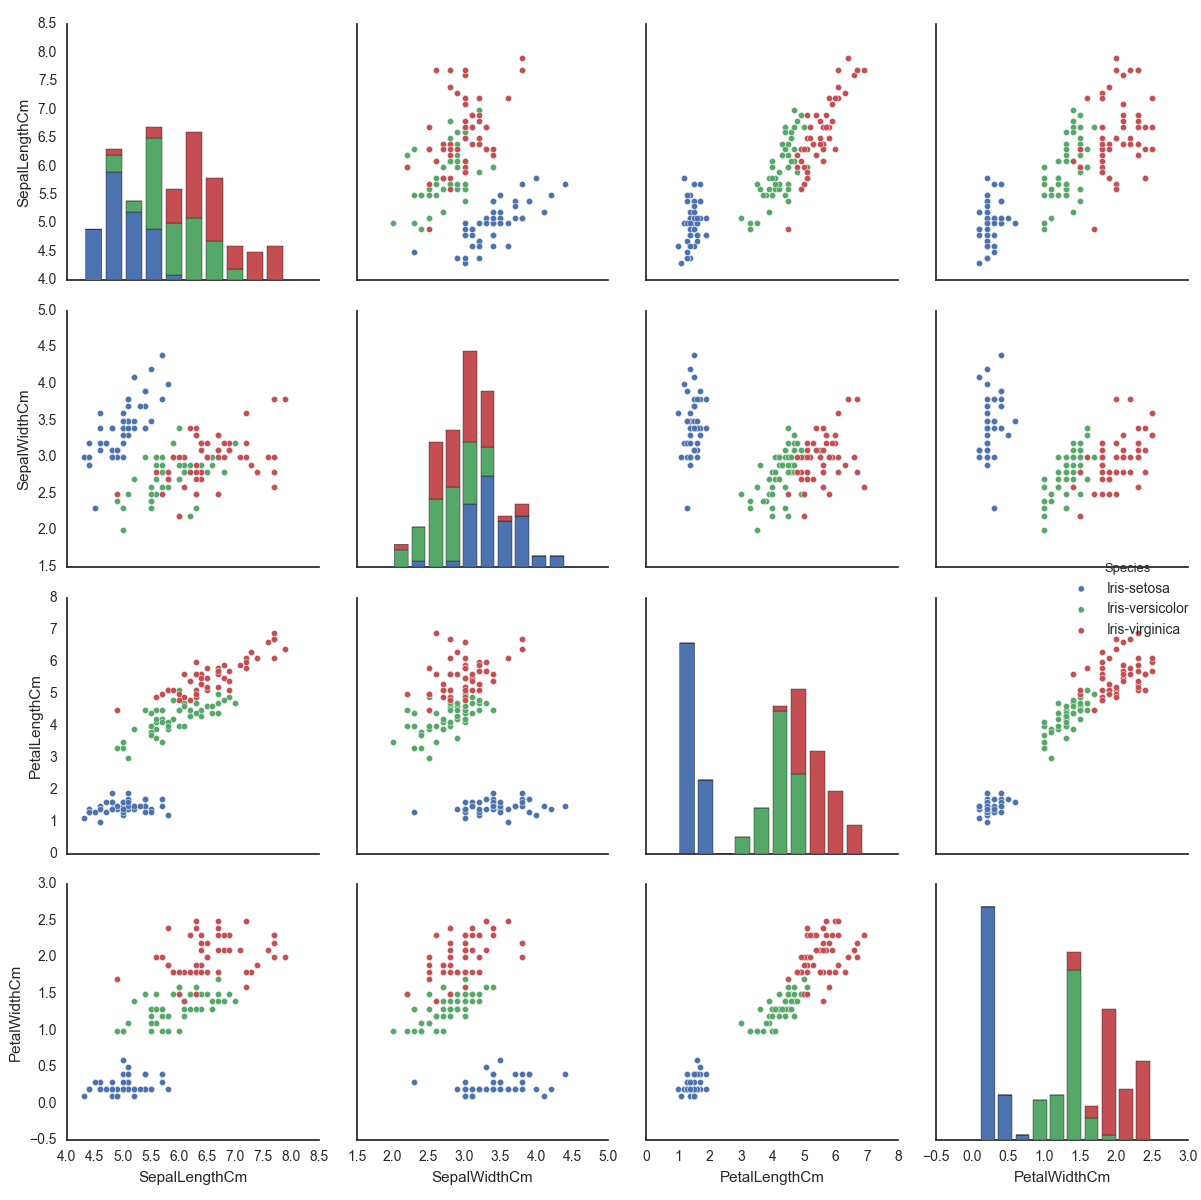 8.5
8.0
7.5
7.0
6.5
6.0
5.5
5.0
4.5
4.0
SepalLengthCm
5.0
4.5
4.0
3.5
3.0
2.5
2.0
1.5
SepalWidthCm
Species
Iris-setosa
Iris-versicolor
Iris-virginica
8
7
6
5
4
3
2
1
0
PetalLengthCm
3.0
2.5
2.0
1.5
1.0
0.5
0.0
−0.5
PetalWidthCm
4.0 4.5 5.0 5.5 6.0 6.5 7.0 7.5 8.0 8.5
SepalLengthCm
1.5 2.0 2.5 3.0 3.5 4.0 4.5 5.0
SepalWidthCm
0 1 2 3 4 5 6 7 8
PetalLengthCm
−0.5 0.0 0.5 1.0 1.5 2.0 2.5 3.0
PetalWidthCm